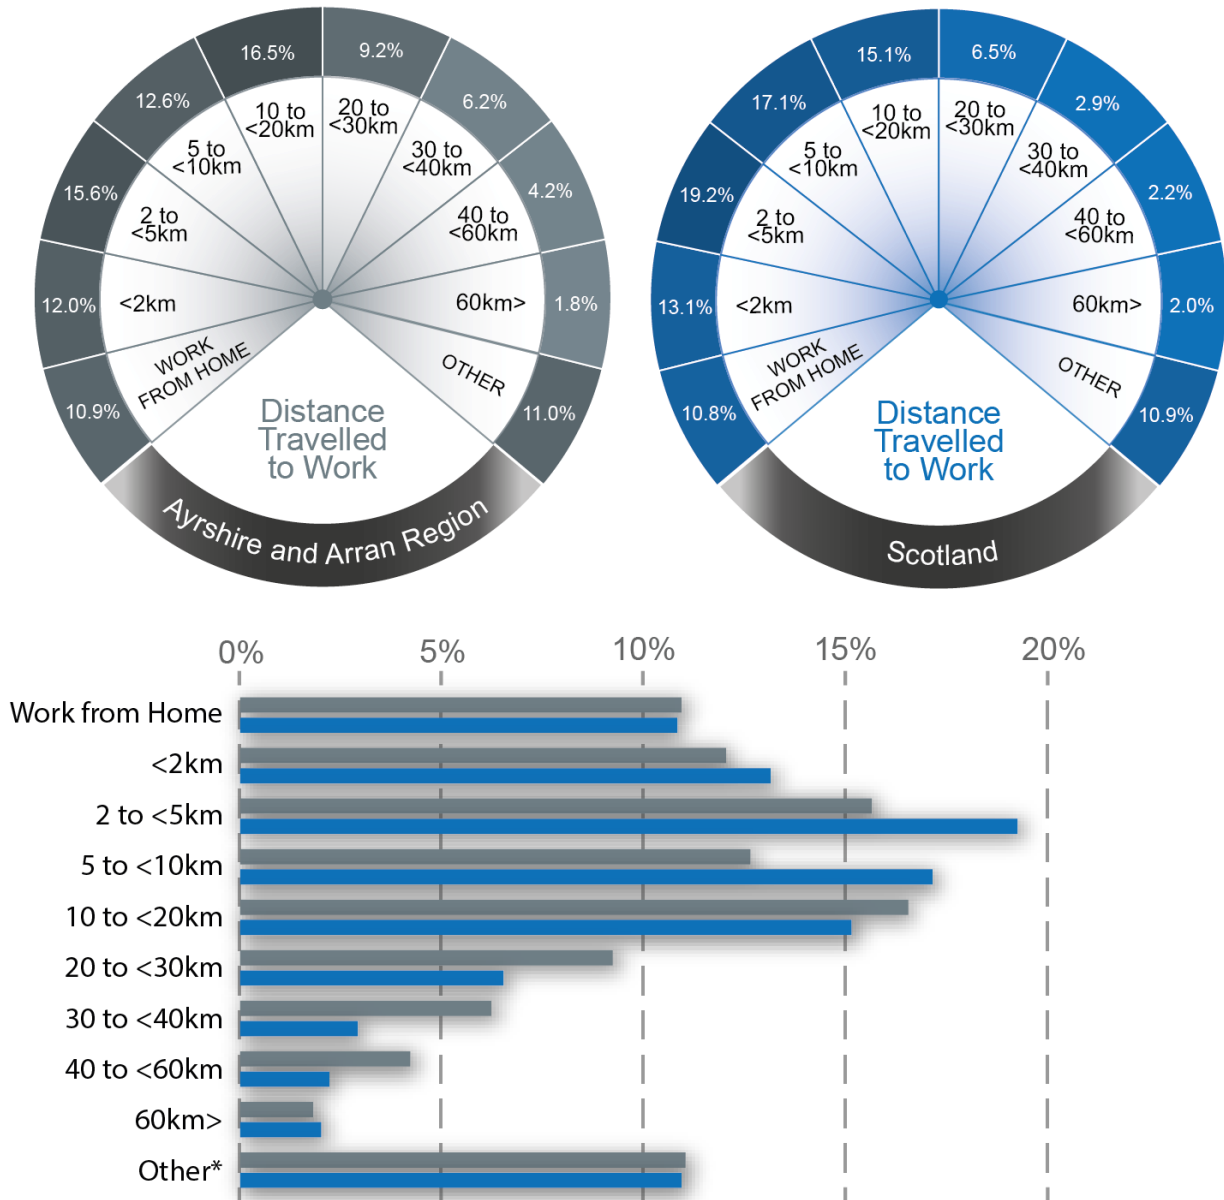 16.5%
9.2%
12.6%
6.2%
15.6%
4.2%
12.0%
1.8%
10.9%
11.0%
10 to
<20km
20 to
<30km
5 to
<10km
30 to
<40km
2 to
<5km
40 to
<60km
<2km
60km>
WORK
FROM HOME
OTHER
Distance
Travelled
to Work
Ayrshire and Arran Region
15.1%
6.5%
17.1%
2.9%
19.2%
2.2%
13.1%
2.0%
10.8%
10.9%
10 to
<20km
20 to
<30km
5 to
<10km
30 to
<40km
2 to
<5km
40 to
<60km
<2km
60km>
WORK
FROM HOME
OTHER
Distance
Travelled
to Work
Scotland
0% 5% 10% 15% 20%
Work from Home
<2km
2 to <5km
5 to <10km
10 to <20km
20 to <30km
30 to <40km
40 to <60km
60km>
Other*